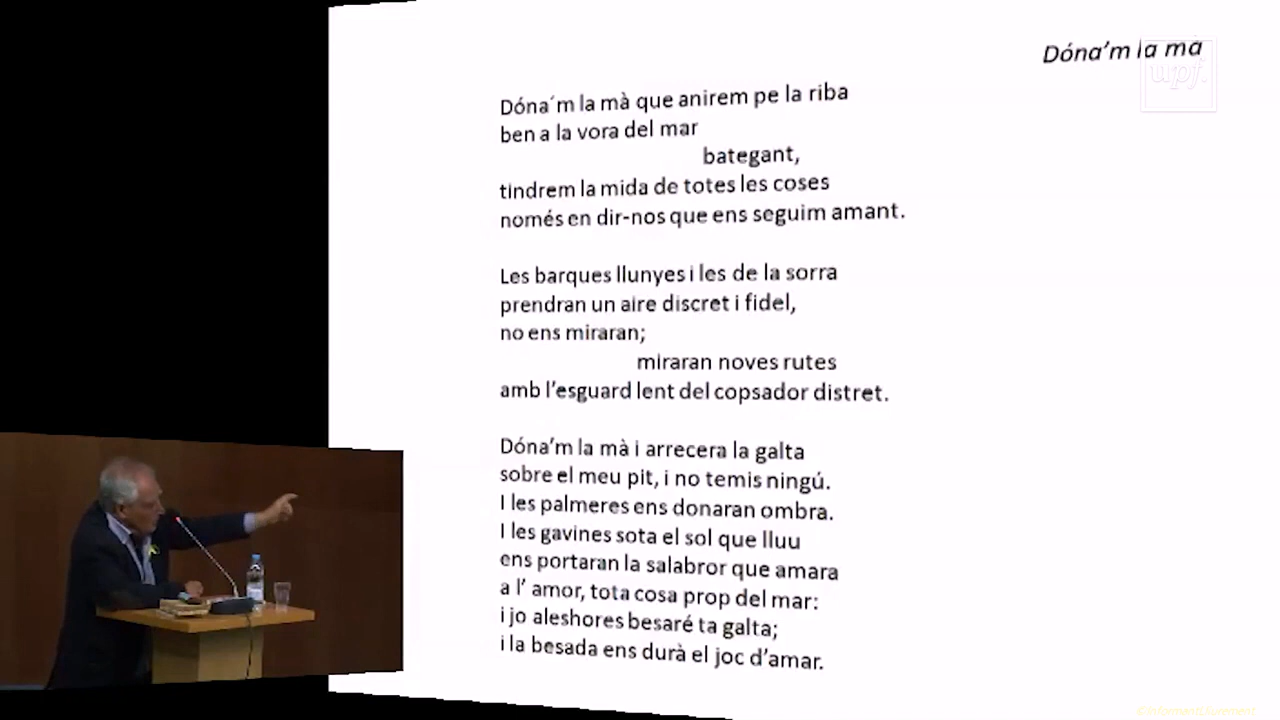 Dóna’m la mà
upf.
Dóna´m la mà que anirem pe la riba
ben a la vora del mar
bategant,
tindrem la mida de totes les coses
només en dir-nos que ens seguim amant.
Les barques llunyes i les de la sorra
prendran un aire discret i fidel,
no ens miraran;
miraran noves rutes
amb l’esguard lent del copsador distret.
Dóna’m la mà i arrecera la galta
sobre el meu pit, i no temis ningú.
I les palmeres ens donaran ombra.
I les gavines sota el sol que lluu
ens portaran la salabror que amara
a l’ amor, tota cosa prop del mar:
i jo aleshores besaré ta galta;
i la besada ens durà el joc d’amar.